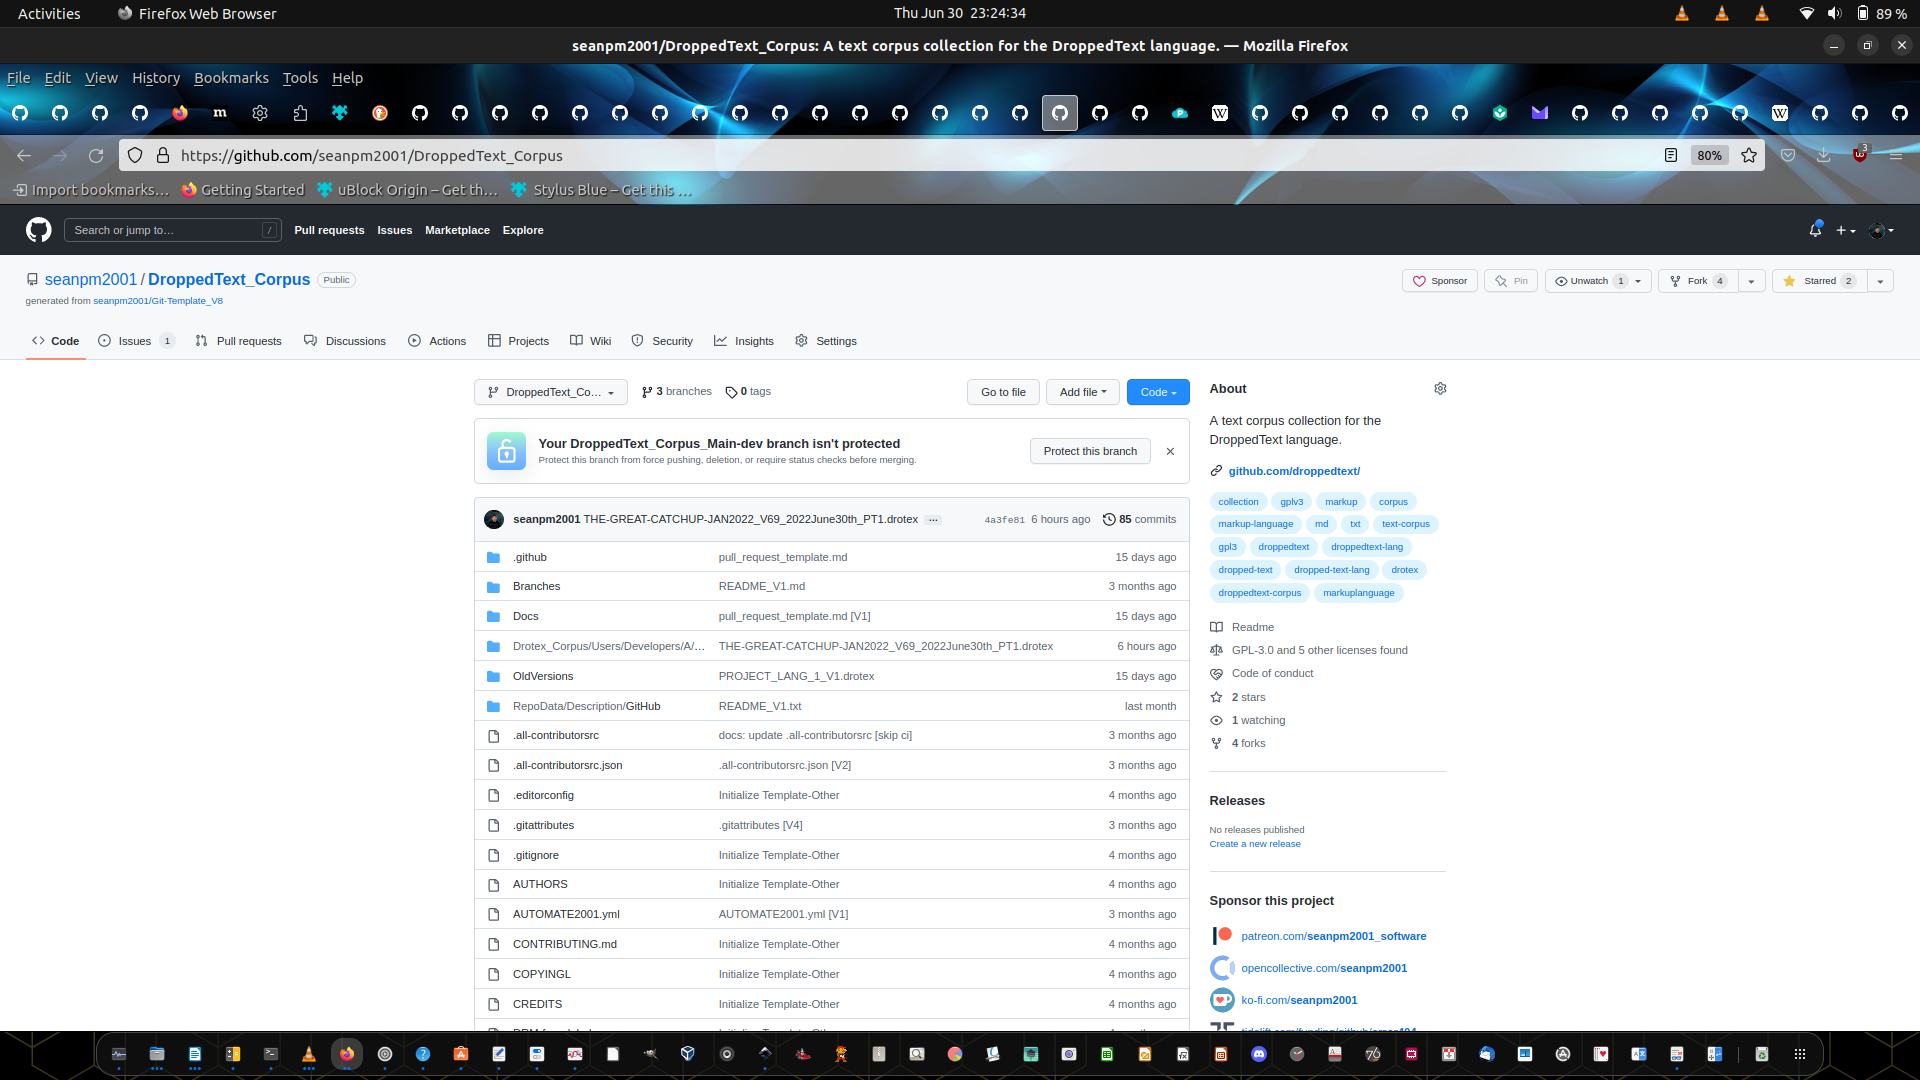 Activities
Firefox Web Browser
Thu Jun 30 23:24:34
89 %
seanpm2001/DroppedText_Corpus: A text corpus collection for the DroppedText language. — Mozilla Firefox
File Edit View History Bookmarks Tools Help
https://github.com/seanpm2001/DroppedText_Corpus
80%
3
Import bookmarks… Getting Started uBlock Origin – Get th… Stylus Blue – Get this …
Search or jump to… /
Pull requests Issues Marketplace Explore
seanpm2001 / DroppedText_Corpus Public
generated from seanpm2001/Git-Template_V8
Sponsor Pin Unwatch 1 Fork 4 Starred 2
Code Issues 1 Pull requests Discussions Actions Projects Wiki Security Insights Settings
DroppedText_Co… 3 branches 0 tags
Go to file Add file Code
Your DroppedText_Corpus_Main-dev branch isn't protected
Protect this branch from force pushing, deletion, or require status checks before merging.
Protect this branch
seanpm2001 THE-GREAT-CATCHUP-JAN2022_V69_2022June30th_PT1.drotex … 4a3fe81 6 hours ago 85 commits
.github pull_request_template.md 15 days ago
Branches README_V1.md 3 months ago
Docs pull_request_template.md [V1] 15 days ago
Drotex_Corpus/Users/Developers/A/… THE-GREAT-CATCHUP-JAN2022_V69_2022June30th_PT1.drotex 6 hours ago
OldVersions PROJECT_LANG_1_V1.drotex 15 days ago
RepoData/Description/GitHub README_V1.txt last month
.all-contributorsrc docs: update .all-contributorsrc [skip ci] 3 months ago
.all-contributorsrc.json .all-contributorsrc.json [V2] 3 months ago
.editorconfig Initialize Template-Other 4 months ago
.gitattributes .gitattributes [V4] 3 months ago
.gitignore Initialize Template-Other 4 months ago
AUTHORS Initialize Template-Other 4 months ago
AUTOMATE2001.yml AUTOMATE2001.yml [V1] 3 months ago
CONTRIBUTING.md Initialize Template-Other 4 months ago
COPYINGL Initialize Template-Other 4 months ago
CREDITS Initialize Template-Other 4 months ago
About
A text corpus collection for the
DroppedText language.
github.com/droppedtext/
collection gplv3 markup corpus
markup-language md txt text-corpus
gpl3 droppedtext droppedtext-lang
dropped-text dropped-text-lang drotex
droppedtext-corpus markuplanguage
Readme
GPL-3.0 and 5 other licenses found
Code of conduct
2 stars
1 watching
4 forks
Releases
No releases published
Create a new release
Sponsor this project
patreon.com/seanpm2001_software
opencollective.com/seanpm2001
ko-fi.com/seanpm2001